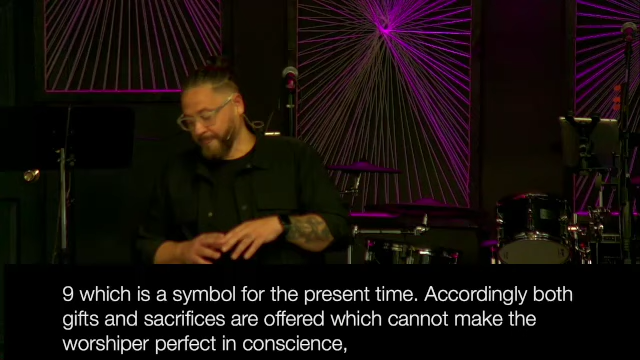 9 which is a symbol for the present time. Accordingly both
gifts and sacrifices are offered which cannot make the
worshiper perfect in conscience,